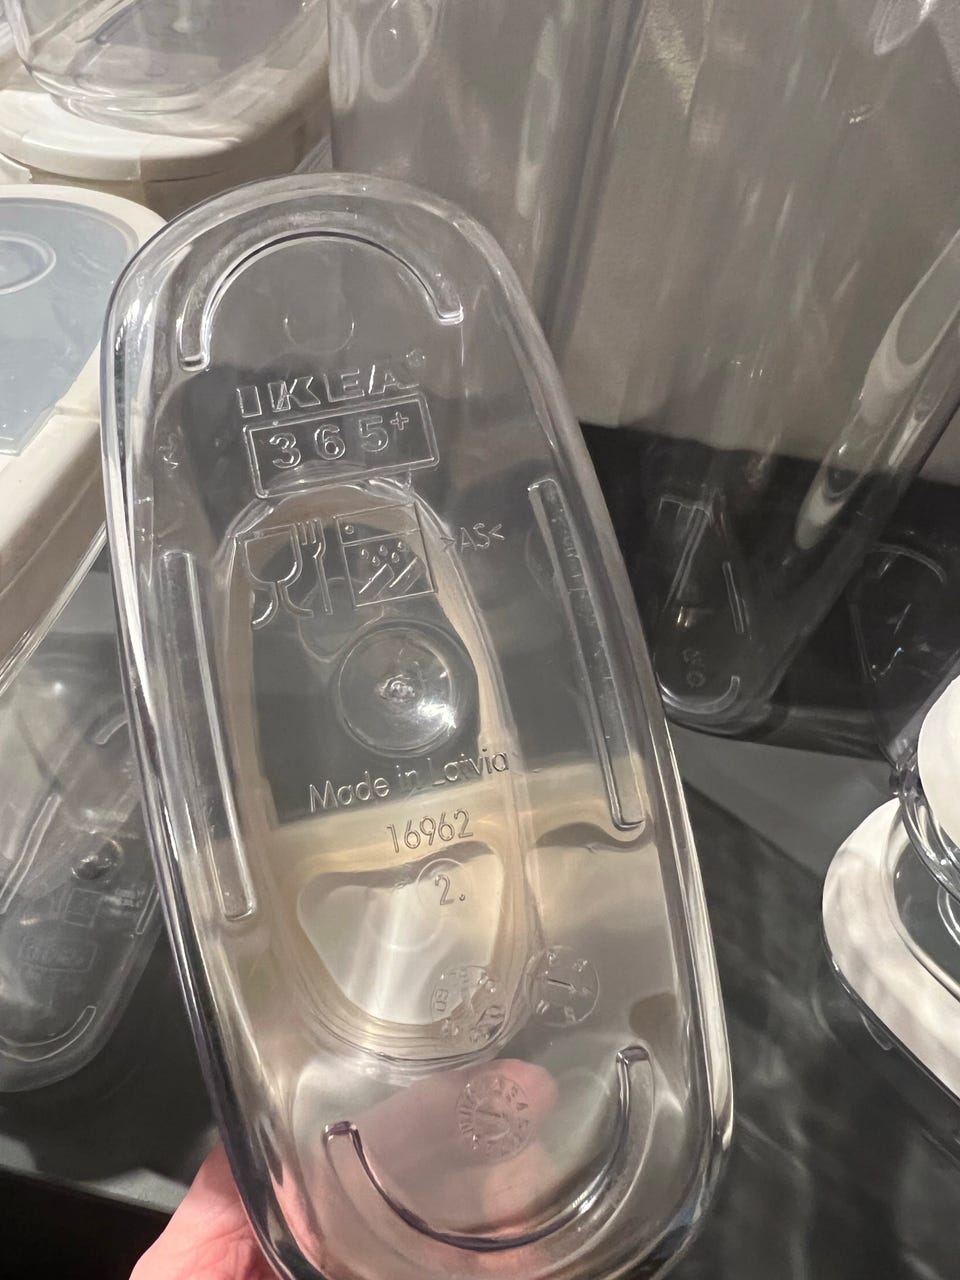 IKEA®
365+
>AS<
Made in Latvia
16962
2.